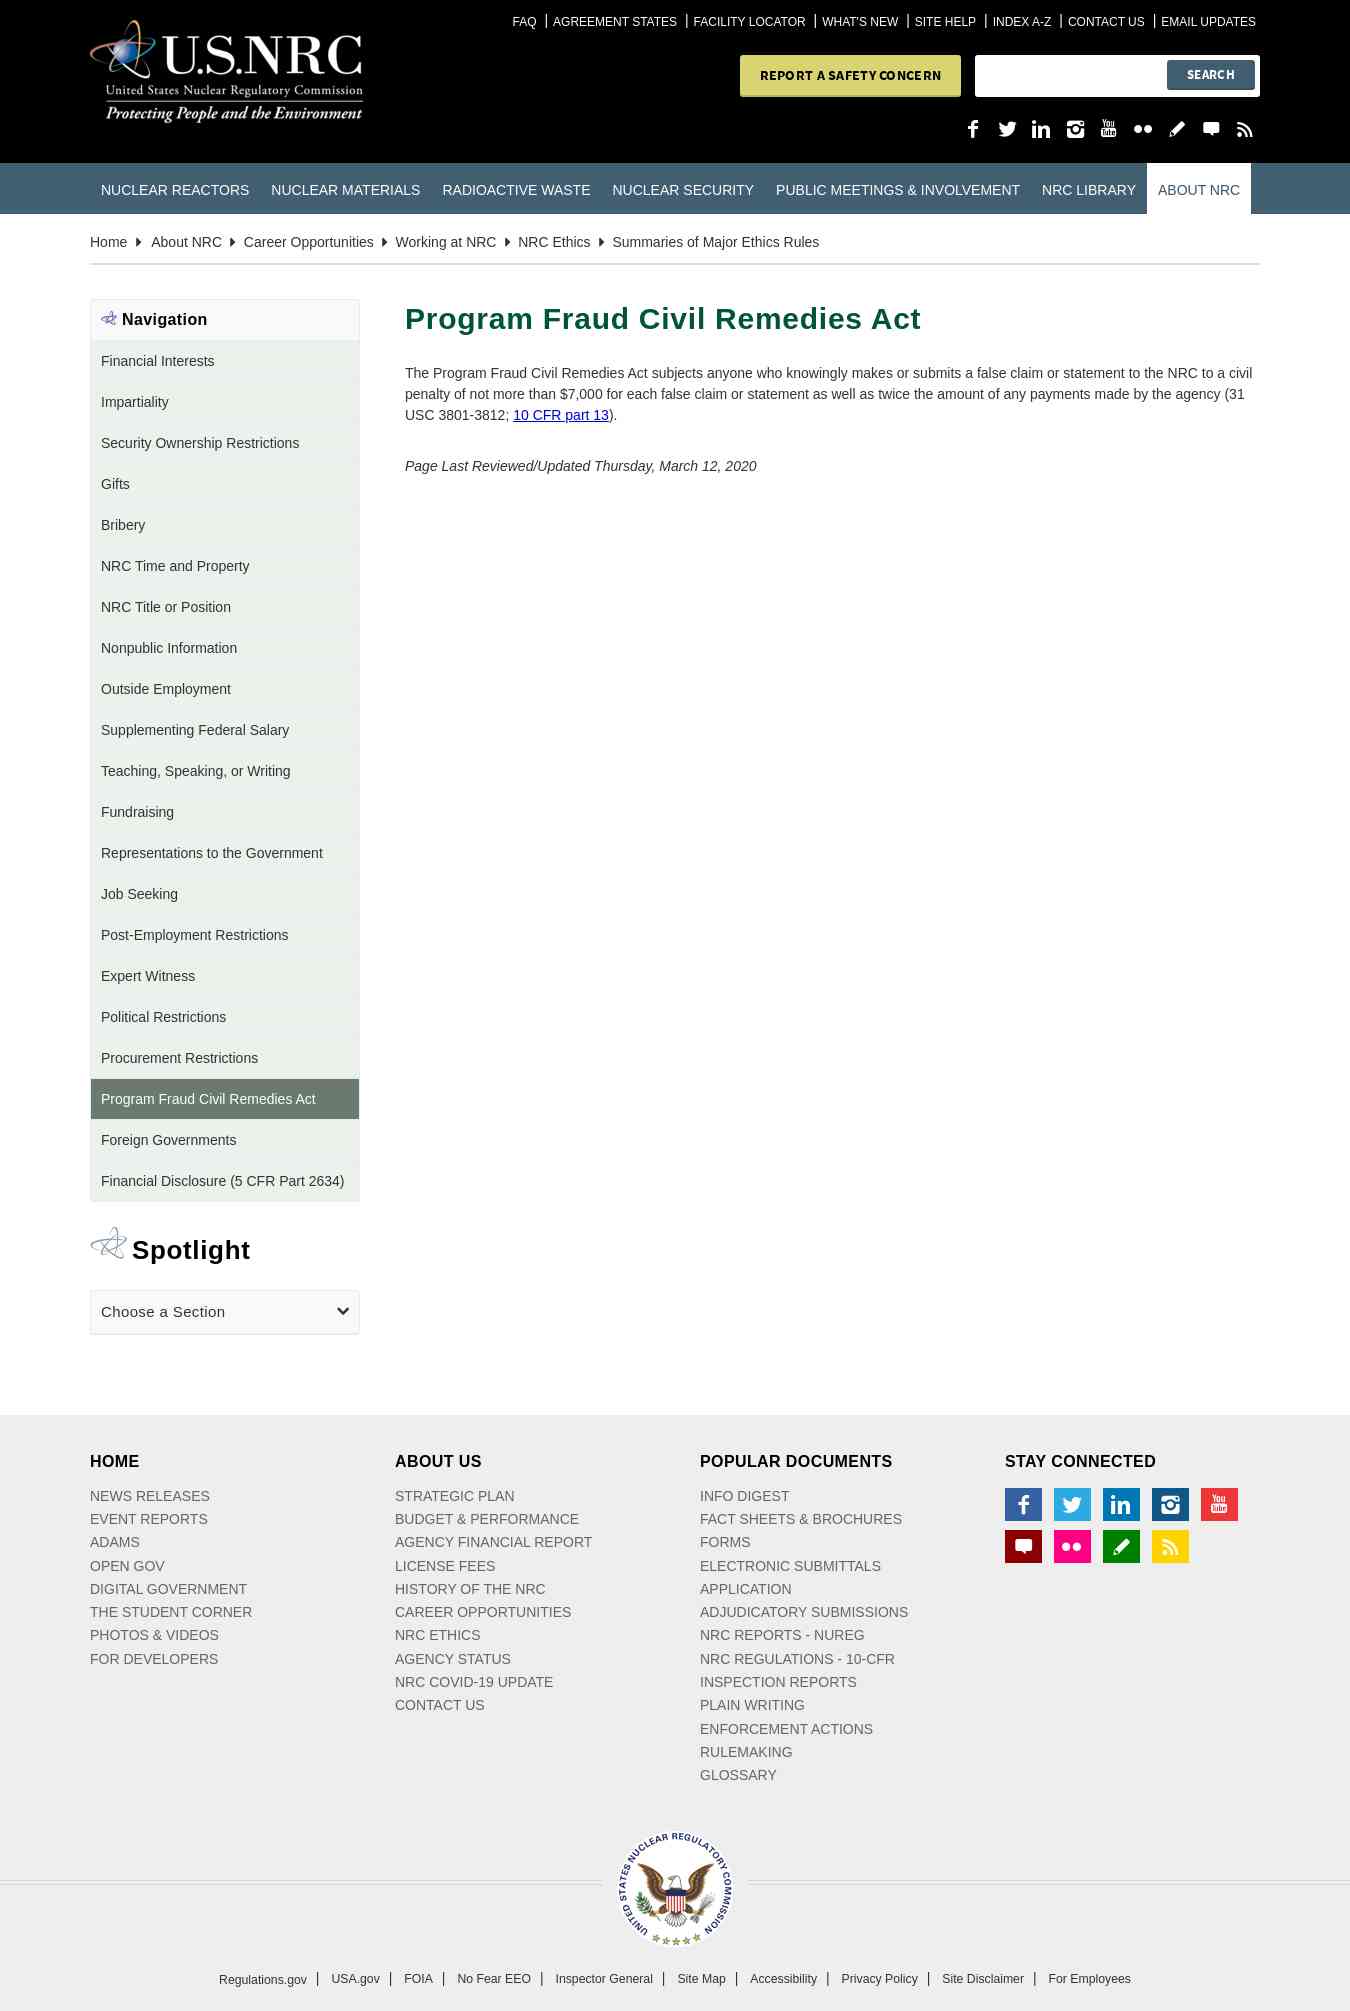 FAQ | AGREEMENT STATES | FACILITY LOCATOR | WHAT'S NEW | SITE HELP | INDEX A-Z | CONTACT US | EMAIL UPDATES
U.S.NRC
United States Nuclear Regulatory Commission
Protecting People and the Environment
REPORT A SAFETY CONCERN
SEARCH
NUCLEAR REACTORS NUCLEAR MATERIALS RADIOACTIVE WASTE NUCLEAR SECURITY PUBLIC MEETINGS & INVOLVEMENT NRC LIBRARY ABOUT NRC
Home About NRC Career Opportunities Working at NRC NRC Ethics Summaries of Major Ethics Rules
Navigation
Financial Interests
Impartiality
Security Ownership Restrictions
Gifts
Bribery
NRC Time and Property
NRC Title or Position
Nonpublic Information
Outside Employment
Supplementing Federal Salary
Teaching, Speaking, or Writing
Fundraising
Representations to the Government
Job Seeking
Post-Employment Restrictions
Expert Witness
Political Restrictions
Procurement Restrictions
Program Fraud Civil Remedies Act
Foreign Governments
Financial Disclosure (5 CFR Part 2634)
Spotlight
Choose a Section
Program Fraud Civil Remedies Act
The Program Fraud Civil Remedies Act subjects anyone who knowingly makes or submits a false claim or statement to the NRC to a civil
penalty of not more than $7,000 for each false claim or statement as well as twice the amount of any payments made by the agency (31
USC 3801-3812; 10 CFR part 13).
Page Last Reviewed/Updated Thursday, March 12, 2020
HOME
NEWS RELEASES
EVENT REPORTS
ADAMS
OPEN GOV
DIGITAL GOVERNMENT
THE STUDENT CORNER
PHOTOS & VIDEOS
FOR DEVELOPERS
ABOUT US
STRATEGIC PLAN
BUDGET & PERFORMANCE
AGENCY FINANCIAL REPORT
LICENSE FEES
HISTORY OF THE NRC
CAREER OPPORTUNITIES
NRC ETHICS
AGENCY STATUS
NRC COVID-19 UPDATE
CONTACT US
POPULAR DOCUMENTS
INFO DIGEST
FACT SHEETS & BROCHURES
FORMS
ELECTRONIC SUBMITTALS
APPLICATION
ADJUDICATORY SUBMISSIONS
NRC REPORTS - NUREG
NRC REGULATIONS - 10-CFR
INSPECTION REPORTS
PLAIN WRITING
ENFORCEMENT ACTIONS
RULEMAKING
GLOSSARY
STAY CONNECTED
You Tube
UNITED STATES NUCLEAR REGULATORY COMMISSION
Regulations.gov | USA.gov | FOIA | No Fear EEO | Inspector General | Site Map | Accessibility | Privacy Policy | Site Disclaimer | For Employees